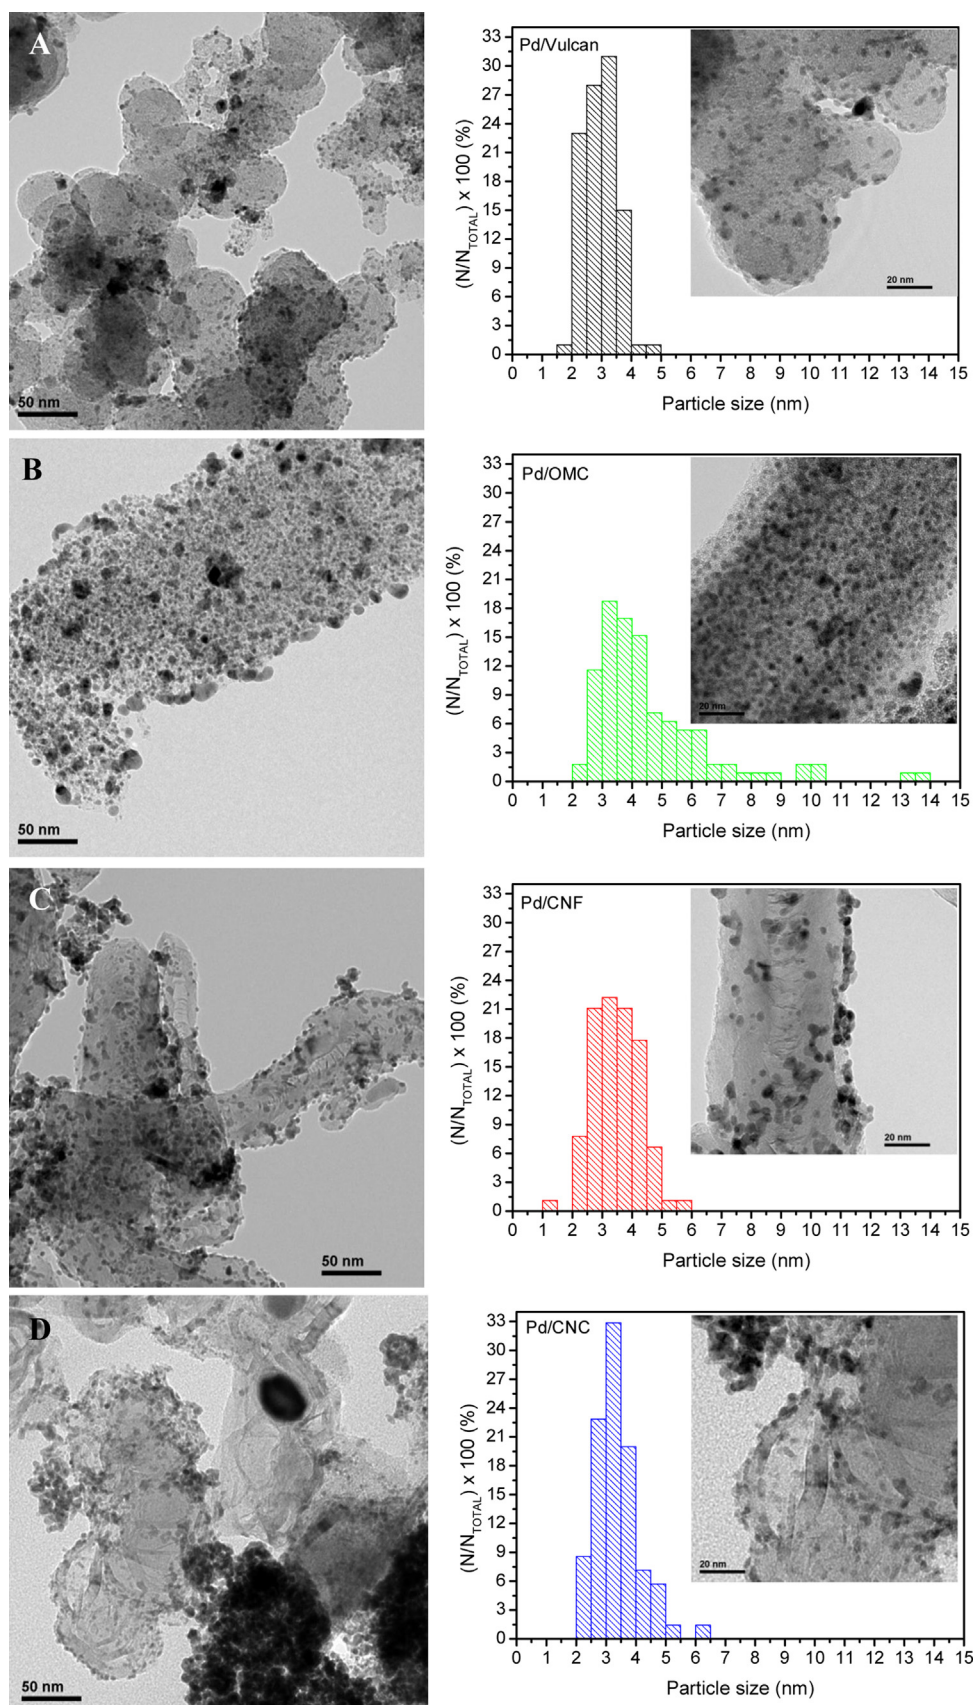 A
50 nm
Pd/Vulcan
33
30
27
24
21
18
15
12
9
6
3
0
(N/N_TOTAL) x 100 (%)
20 nm
0 1 2 3 4 5 6 7 8 9 10 11 12 13 14 15
Particle size (nm)
B
50 nm
Pd/OMC
33
30
27
24
21
18
15
12
9
6
3
0
(N/N_TOTAL) x 100 (%)
20 nm
0 1 2 3 4 5 6 7 8 9 10 11 12 13 14 15
Particle size (nm)
C
50 nm
Pd/CNF
33
30
27
24
21
18
15
12
9
6
3
0
(N/N_TOTAL) x 100 (%)
20 nm
0 1 2 3 4 5 6 7 8 9 10 11 12 13 14 15
Particle size (nm)
D
50 nm
Pd/CNC
33
30
27
24
21
18
15
12
9
6
3
0
(N/N_TOTAL) x 100 (%)
20 nm
0 1 2 3 4 5 6 7 8 9 10 11 12 13 14 15
Particle size (nm)